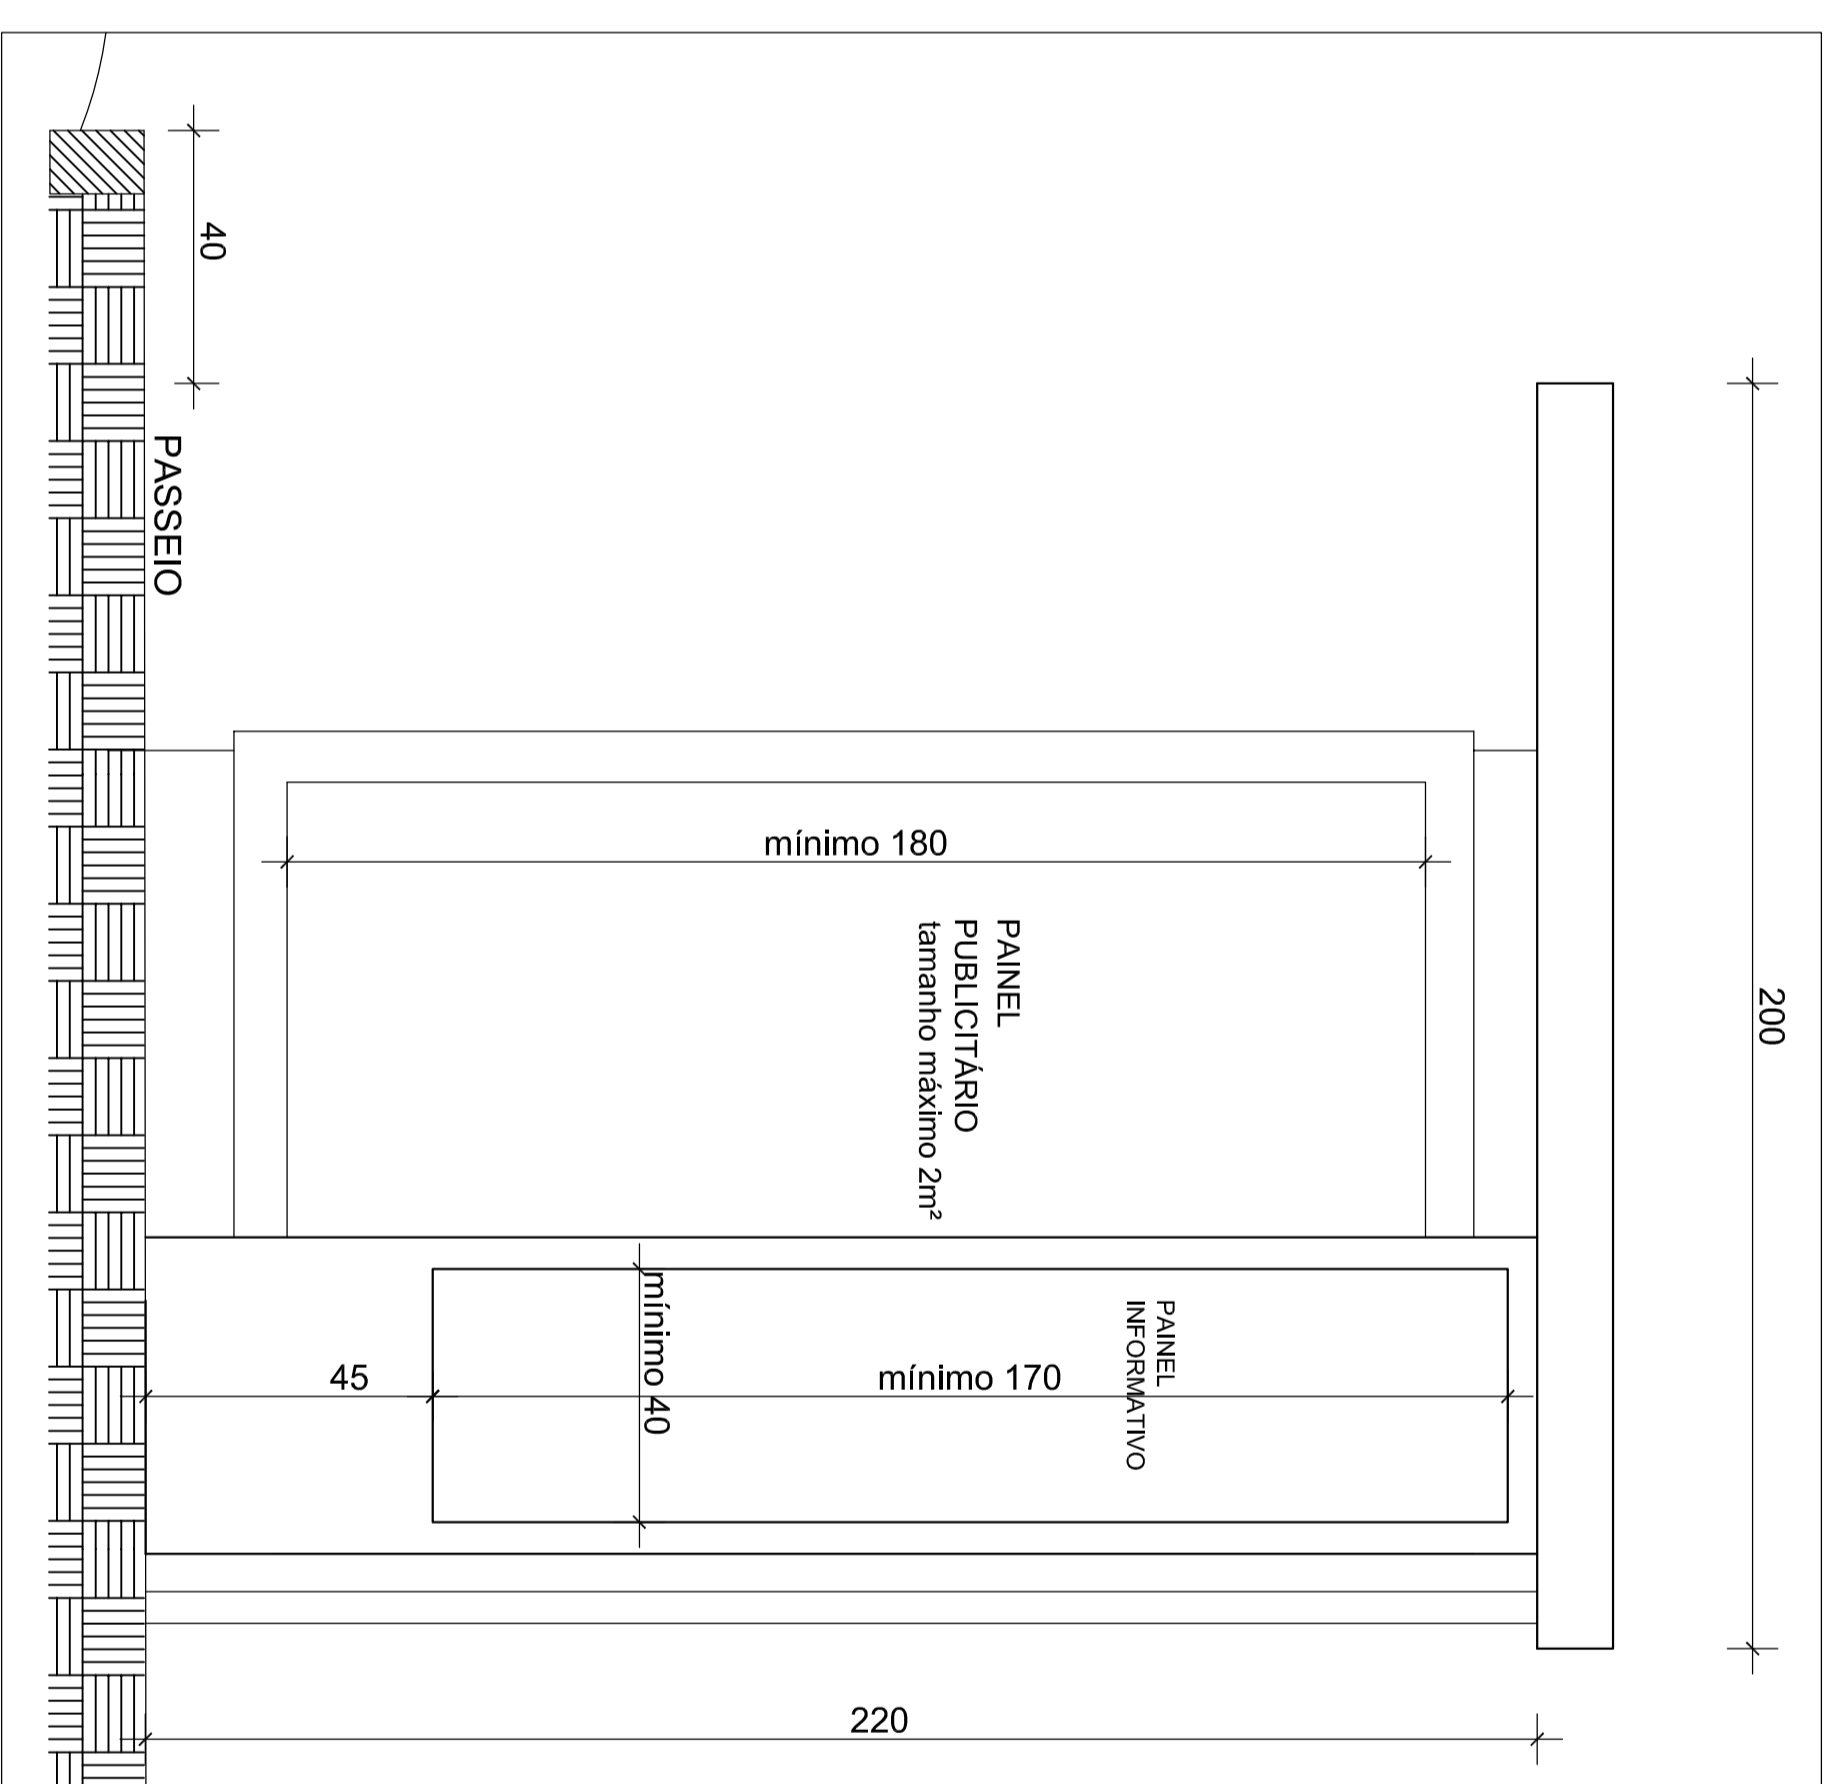 200
40
PASSEIO
mínimo 180
PAINEL
PUBLICITÁRIO
tamanho máximo 2m²
PAINEL
INFORMATIVO
mínimo 40
mínimo 170
45
220